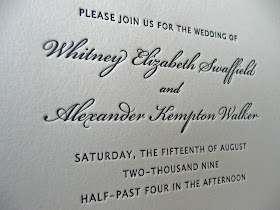 PLEASE JOIN US FOR THE WEDDING OF
Whitney Elizabeth Swaffield
and
Alexander Kempton Walker
SATURDAY, THE FIFTEENTH OF AUGUST
TWO-THOUSAND NINE
HALF-PAST FOUR IN THE AFTERNOON